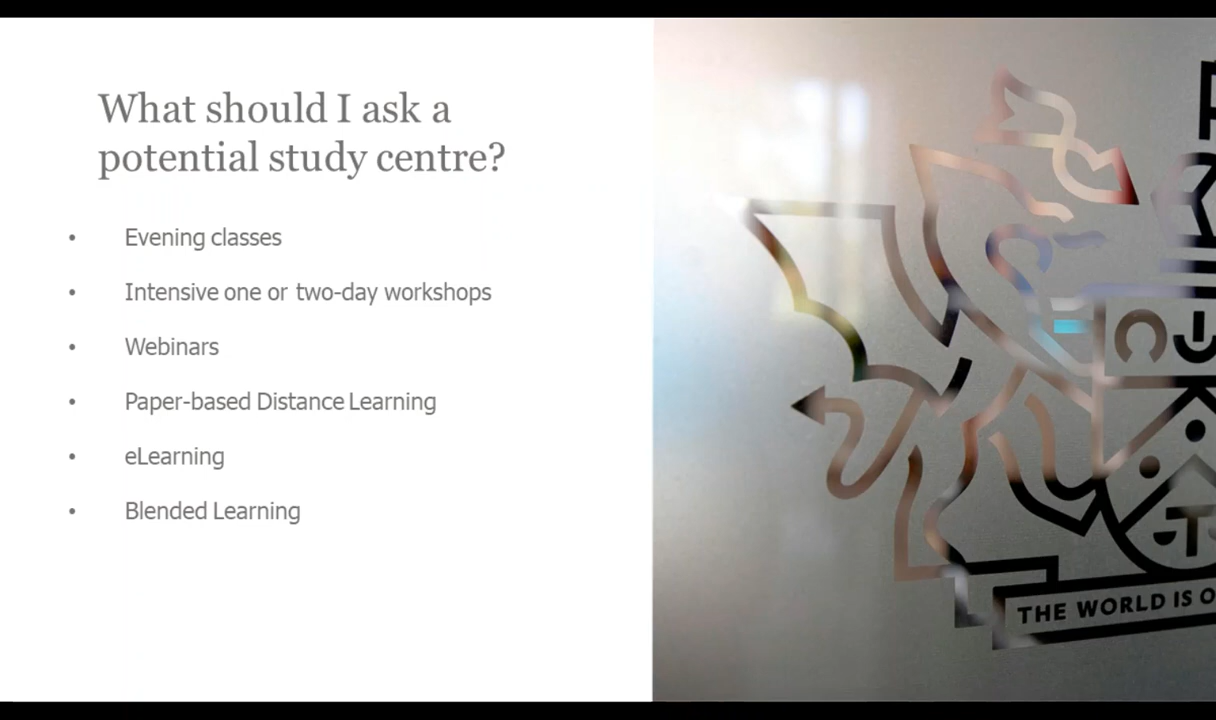 What should I ask a
potential study centre?
• Evening classes
• Intensive one or two-day workshops
• Webinars
• Paper-based Distance Learning
• eLearning
• Blended Learning
THE WORLD IS